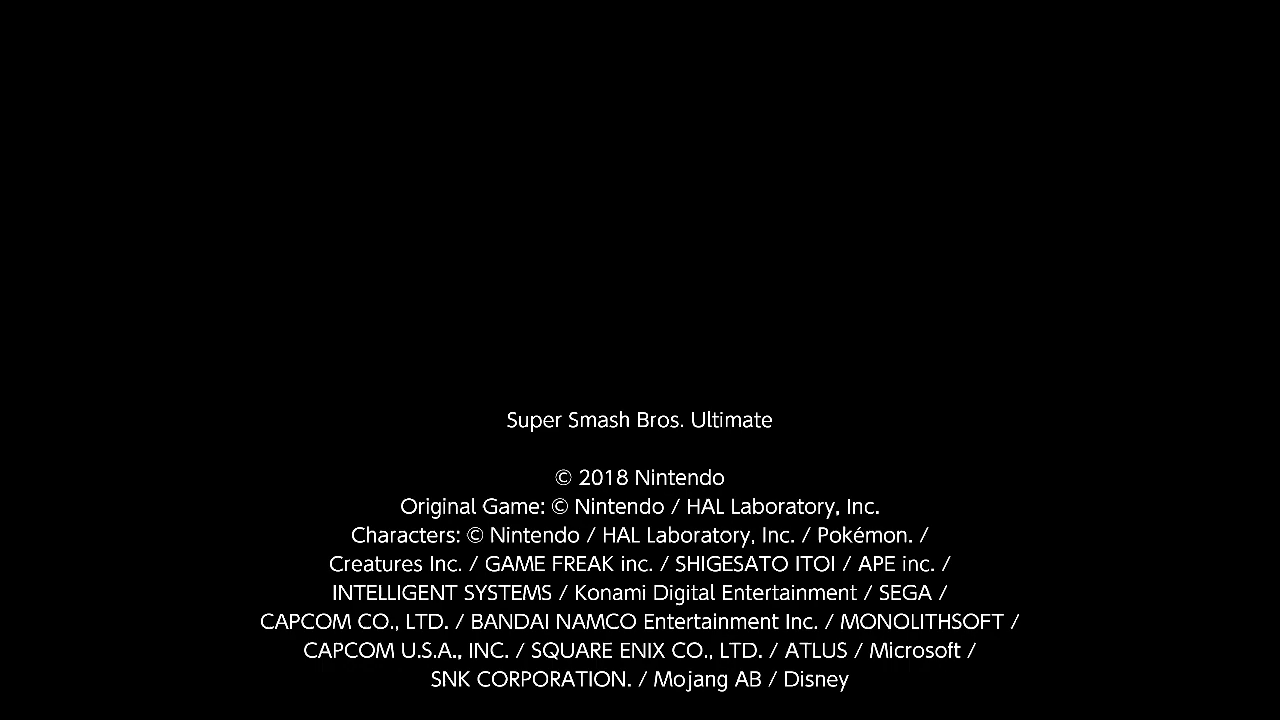 Super Smash Bros. Ultimate
© 2018 Nintendo
Original Game: © Nintendo / HAL Laboratory, Inc.
Characters: © Nintendo / HAL Laboratory, Inc. / Pokémon. /
Creatures Inc. / GAME FREAK inc. / SHIGESATO ITOI / APE inc. /
INTELLIGENT SYSTEMS / Konami Digital Entertainment / SEGA /
CAPCOM CO., LTD. / BANDAI NAMCO Entertainment Inc. / MONOLITHSOFT /
CAPCOM U.S.A., INC. / SQUARE ENIX CO., LTD. / ATLUS / Microsoft /
SNK CORPORATION. / Mojang AB / Disney